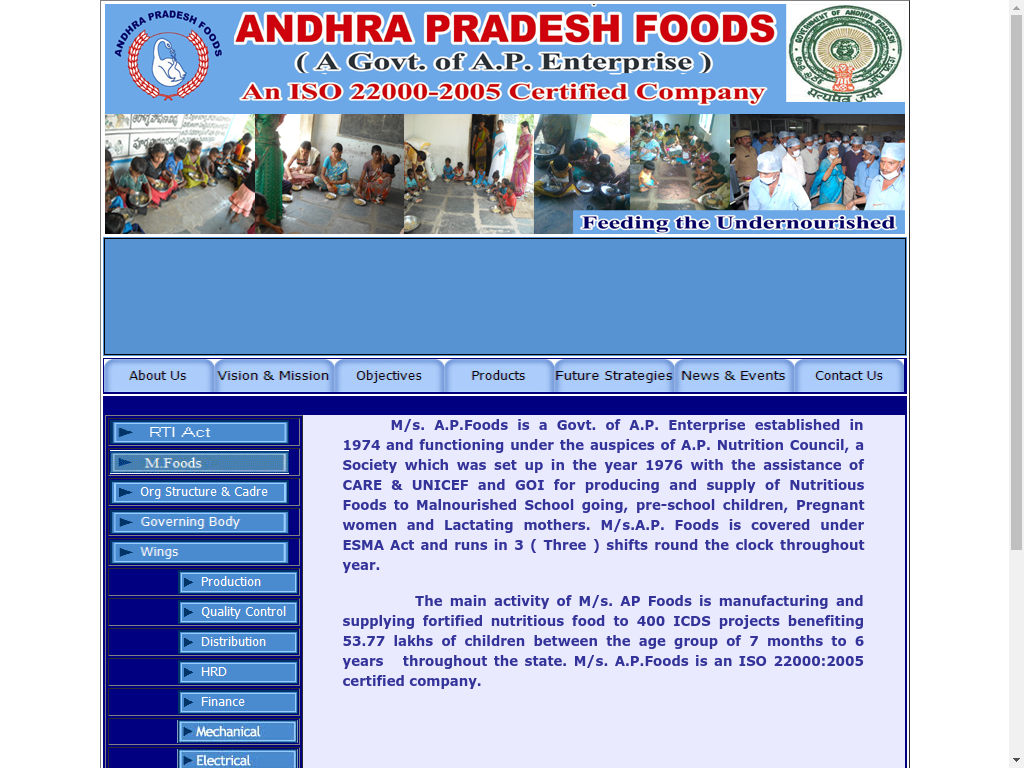 ANDHRA PRADESH FOODS
ANDHRA PRADESH FOODS
( A Govt. of A.P. Enterprise )
An ISO 22000-2005 Certified Company
GOVERNMENT OF ANDHRA PRADESH
सत्यमेव जयते
Feeding the Undernourished
About Us
Vision & Mission
Objectives
Products
Future Strategies
News & Events
Contact Us
RTI Act
M.Foods
Org Structure & Cadre
Governing Body
Wings
Production
Quality Control
Distribution
HRD
Finance
Mechanical
Electrical
M/s. A.P.Foods is a Govt. of A.P. Enterprise established in
1974 and functioning under the auspices of A.P. Nutrition Council, a
Society which was set up in the year 1976 with the assistance of
CARE & UNICEF and GOI for producing and supply of Nutritious
Foods to Malnourished School going, pre-school children, Pregnant
women and Lactating mothers. M/s.A.P. Foods is covered under
ESMA Act and runs in 3 ( Three ) shifts round the clock throughout
year.
The main activity of M/s. AP Foods is manufacturing and
supplying fortified nutritious food to 400 ICDS projects benefiting
53.77 lakhs of children between the age group of 7 months to 6
years throughout the state. M/s. A.P.Foods is an ISO 22000:2005
certified company.